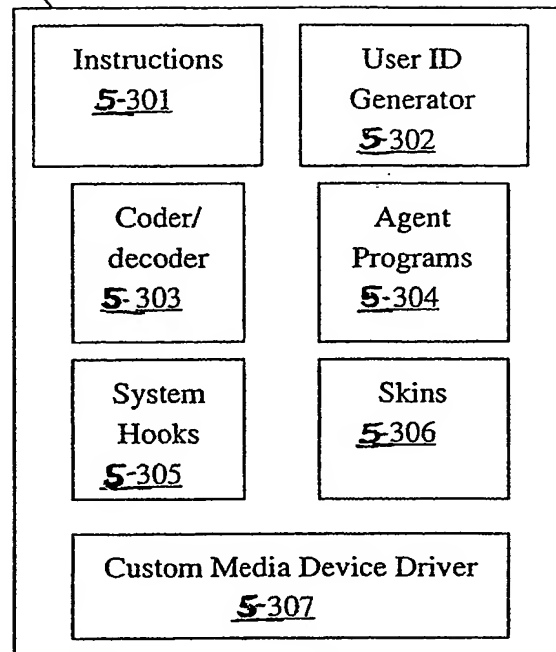 Instructions
5-301
User ID
Generator
5-302
Coder/
decoder
5-303
Agent
Programs
5-304
System
Hooks
5-305
Skins
5-306
Custom Media Device Driver
5-307